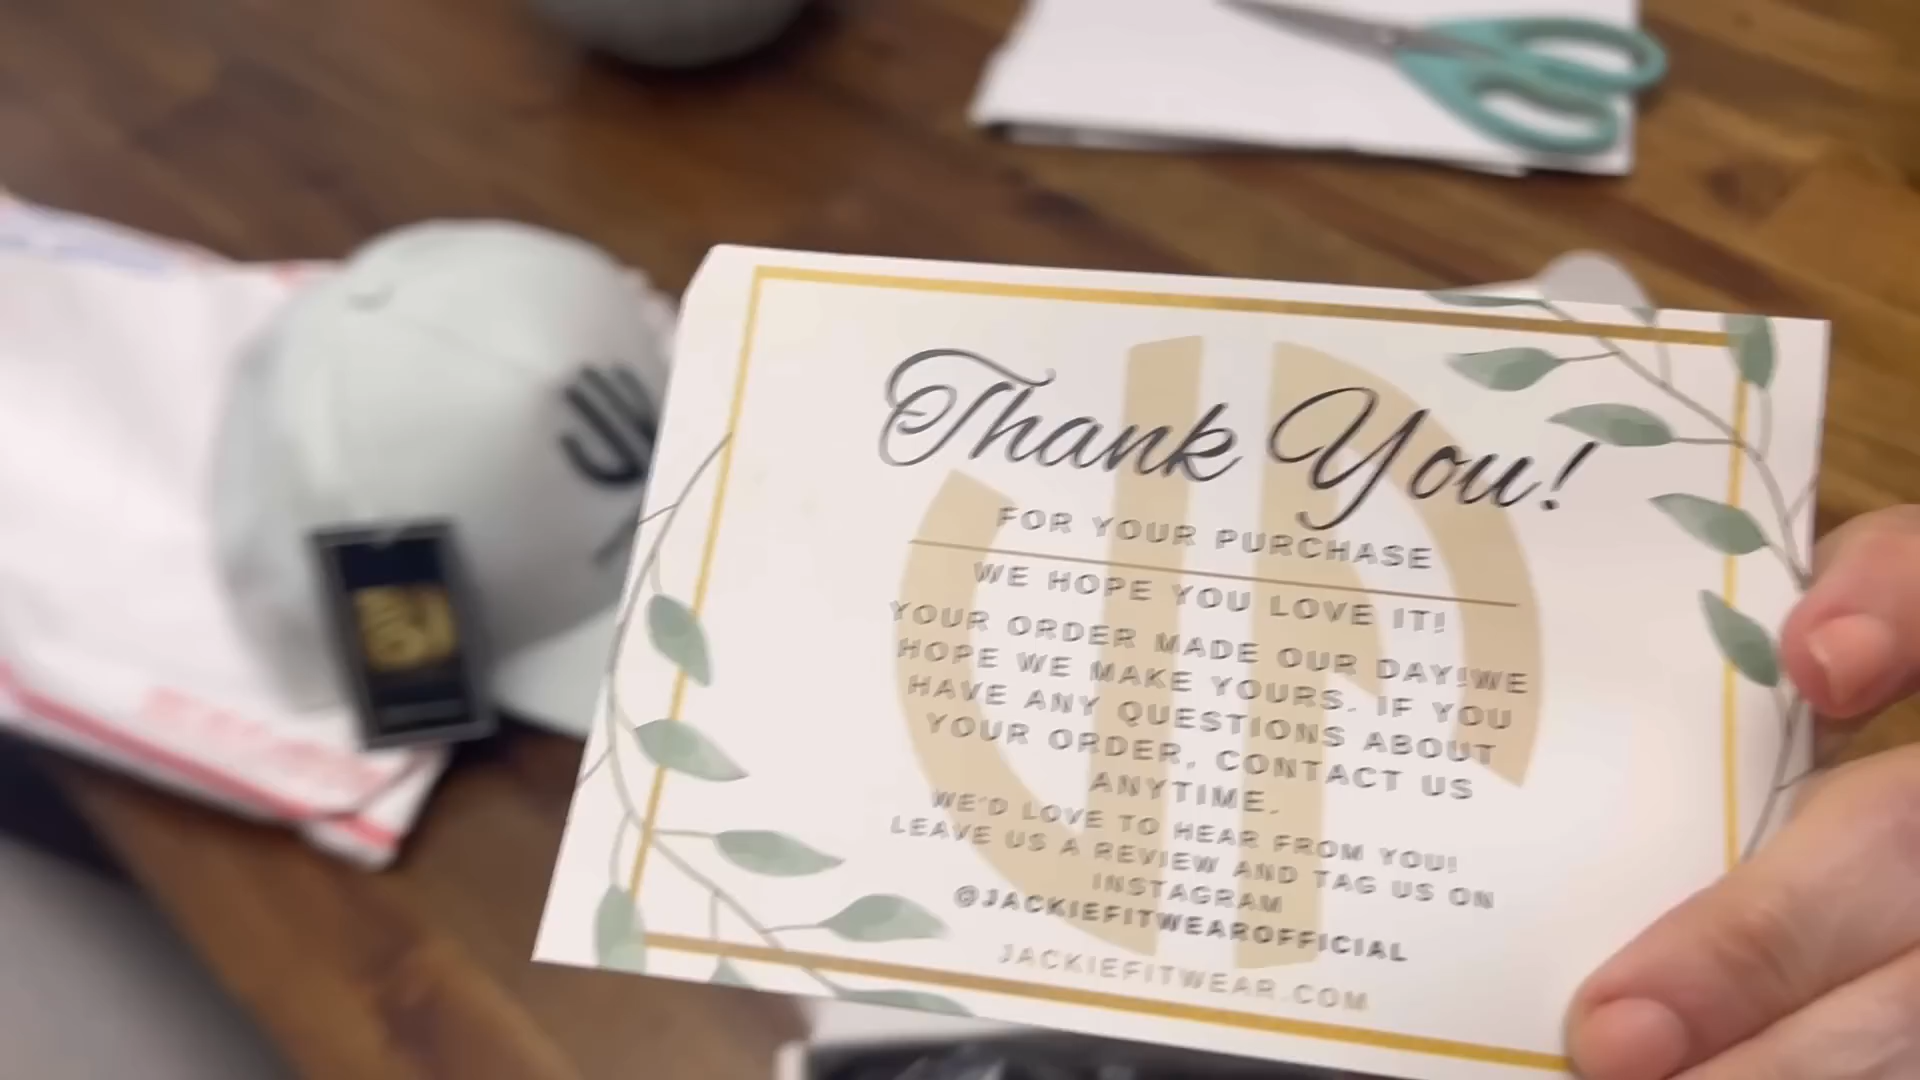 Thank You!
FOR YOUR PURCHASE
WE HOPE YOU LOVE IT!
YOUR ORDER MADE OUR DAY!WE
HOPE WE MAKE YOURS. IF YOU
HAVE ANY QUESTIONS ABOUT
YOUR ORDER, CONTACT US
ANYTIME.
WE'D LOVE TO HEAR FROM YOU!
LEAVE US A REVIEW AND TAG US ON
INSTAGRAM
@JACKIEFITWEAROFFICIAL
JACKIEFITWEAR.COM